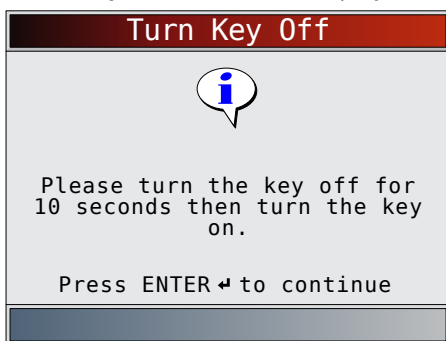 Turn Key Off
i
Please turn the key off for
10 seconds then turn the key
on.
Press ENTER ↵ to continue